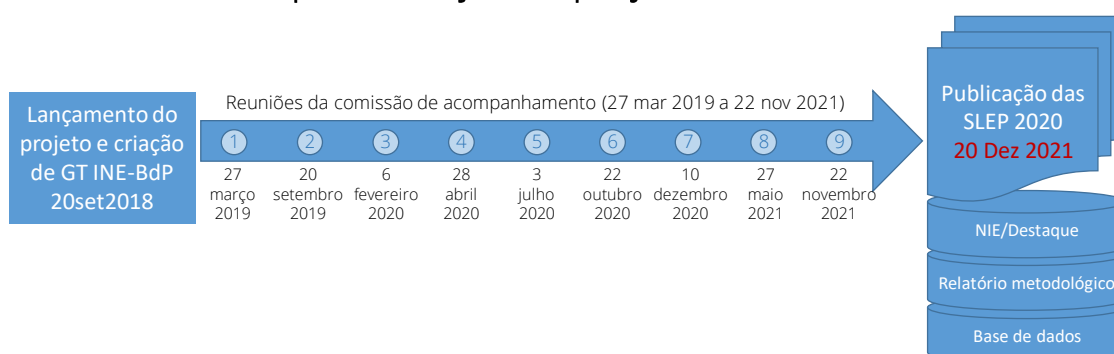 Lançamento do
projeto e criação
de GT INE-BdP
20set2018
Reuniões da comissão de acompanhamento (27 mar 2019 a 22 nov 2021)
1 2 3 4 5 6 7 8 9
27 20 6 28 3 22 10 27 22
março setembro fevereiro abril julho outubro dezembro maio novembro
2019 2019 2020 2020 2020 2020 2020 2021 2021
Publicação das
SLEP 2020
20 Dez 2021
NIE/Destaque
Relatório metodológico
Base de dados